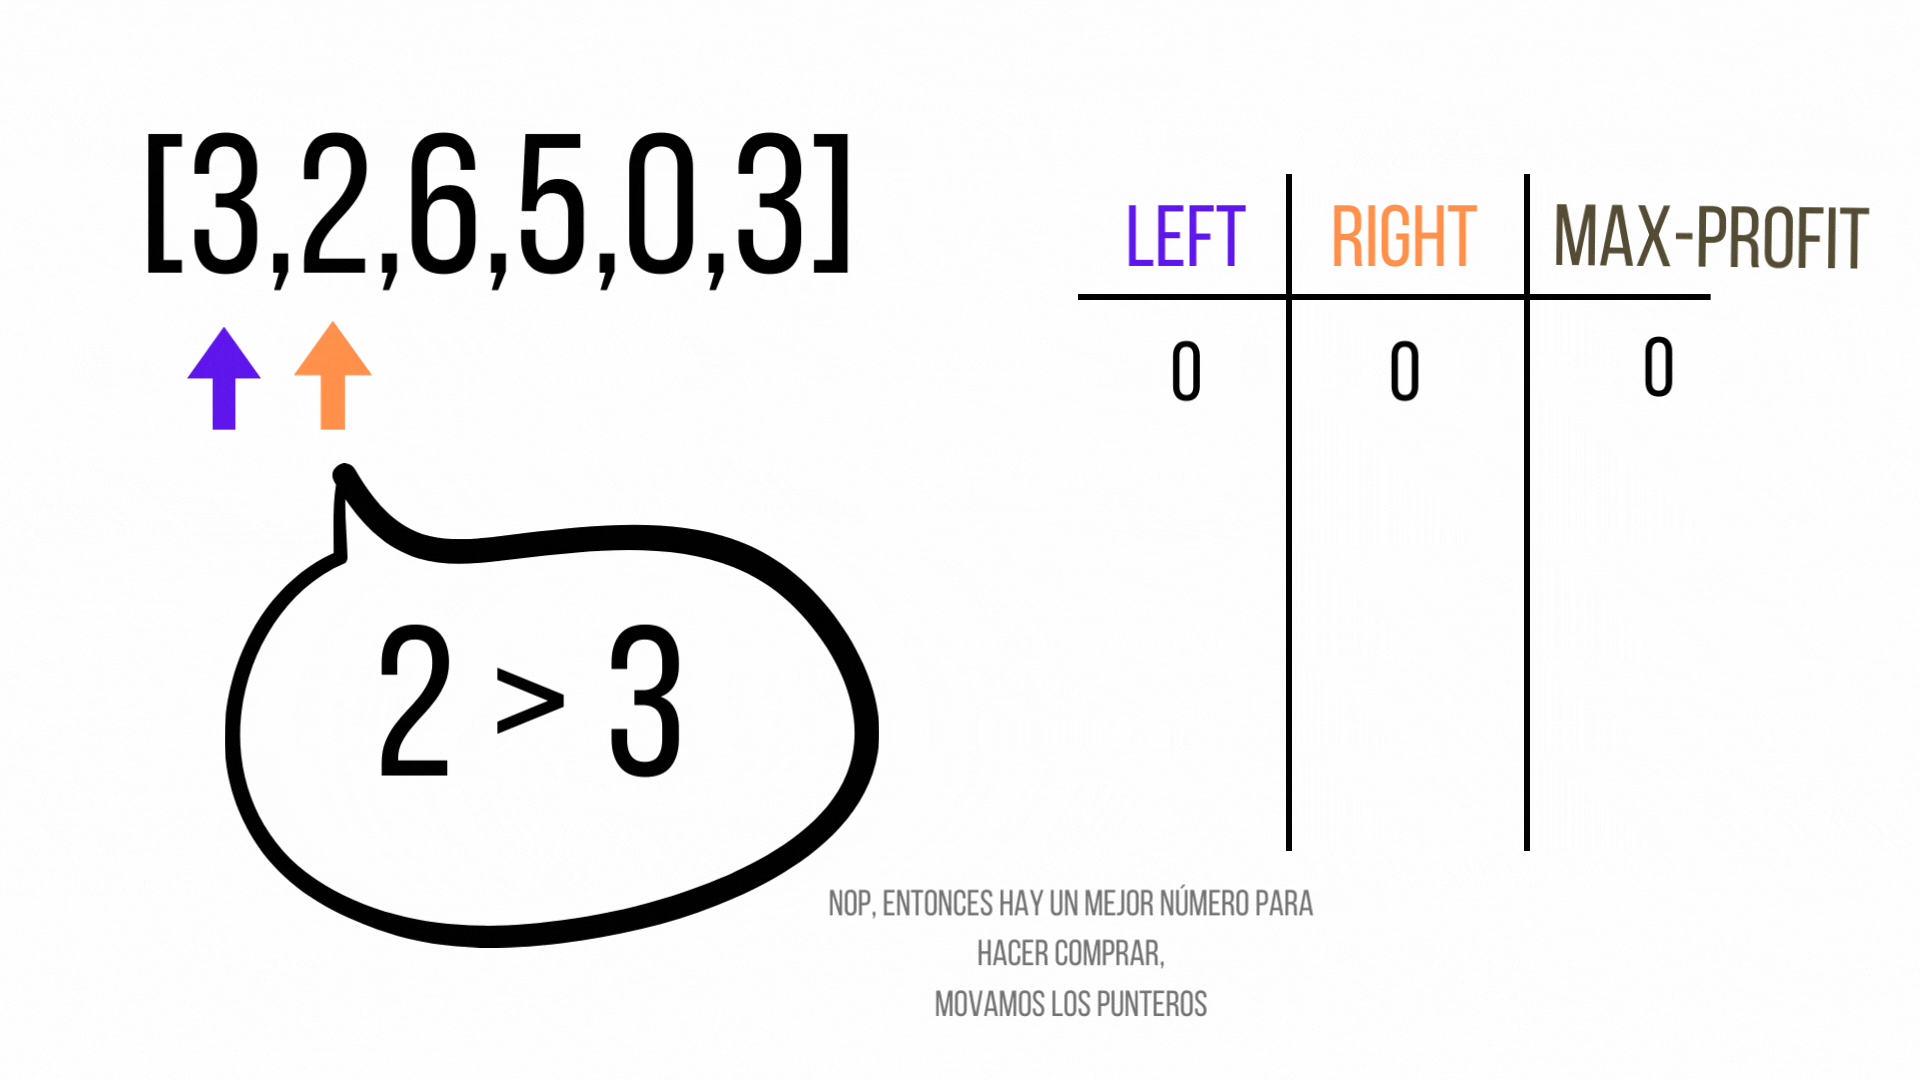 [3,2,6,5,0,3]
LEFT RIGHT MAX-PROFIT
0 0 0
2 > 3
NOP, ENTONCES HAY UN MEJOR NÚMERO PARA
HACER COMPRAR,
MOVAMOS LOS PUNTEROS